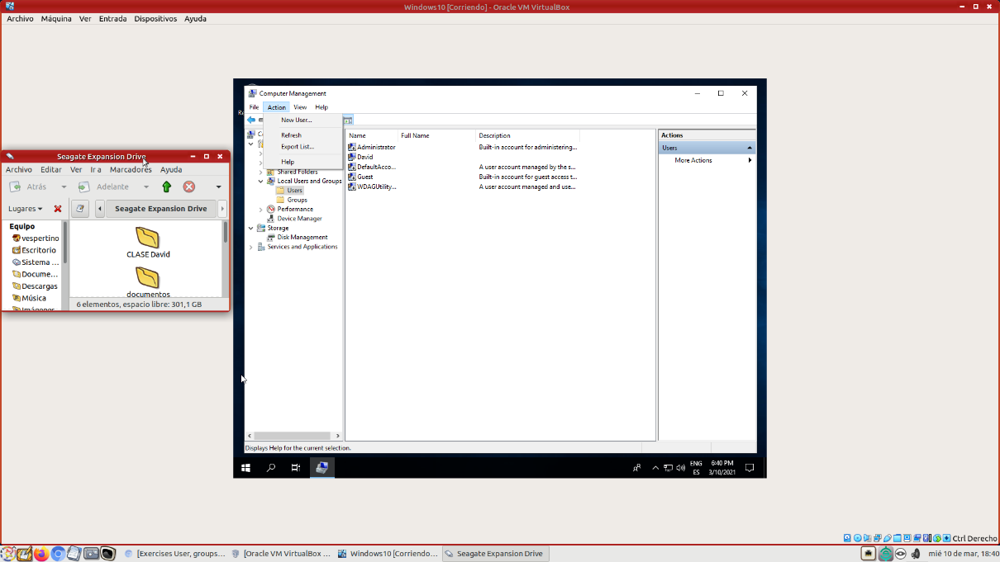 Windows10 [Corriendo] - Oracle VM VirtualBox
Archivo Máquina Ver Entrada Dispositivos Ayuda
Computer Management
File Action View Help
New User...
Refresh
Export List...
Help
Shared Folders
Local Users and Groups
Users
Groups
Performance
Device Manager
Storage
Disk Management
Services and Applications
Name Full Name Description
Administrator Built-in account for administering...
David
DefaultAcco... A user account managed by the s...
Guest Built-in account for guest access t...
WDAGUtility... A user account managed and use...
Actions
Users
More Actions
Displays Help for the current selection.
ENG
ES
6:40 PM
3/10/2021
Seagate Expansion Drive
Archivo Editar Ver Ir a Marcadores Ayuda
Atrás Adelante
Lugares Seagate Expansion Drive
Equipo
vespertino
Escritorio
Sistema ...
Docume...
Descargas
Música
Imágenes
CLASE David
documentos
6 elementos, espacio libre: 301,1 GB
Ctrl Derecho
[Exercises User, groups... [Oracle VM VirtualBox ... Windows10 [Corriendo... Seagate Expansion Drive
mié 10 de mar, 18:40